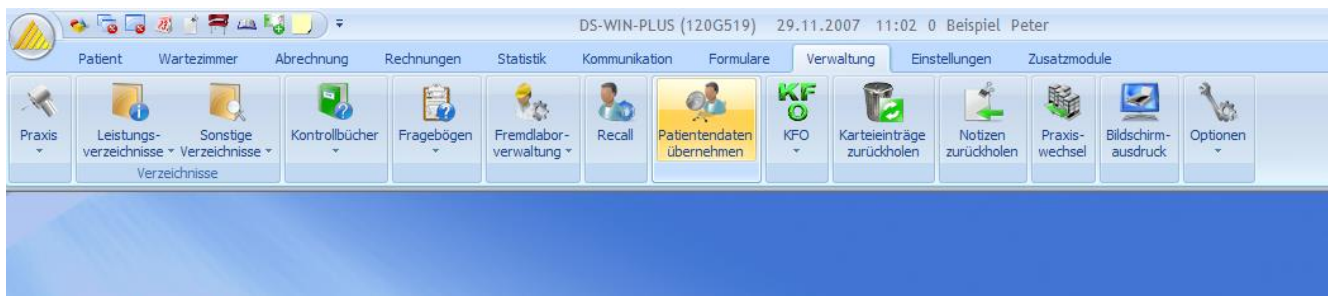 DS-WIN-PLUS (120G519) 29.11.2007 11:02 0 Beispiel Peter
Patient Wartezimmer Abrechnung Rechnungen Statistik Kommunikation Formulare Verwaltung Einstellungen Zusatzmodule
Praxis
Leistungs-
verzeichnisse
Sonstige
Verzeichnisse
Verzeichnisse
Kontrollbücher
Fragebögen
Fremdlabor-
verwaltung
Recall
Patientendaten
übernehmen
KFO
KFO
Karteieinträge
zurückholen
Notizen
zurückholen
Praxis-
wechsel
Bildschirm-
ausdruck
Optionen